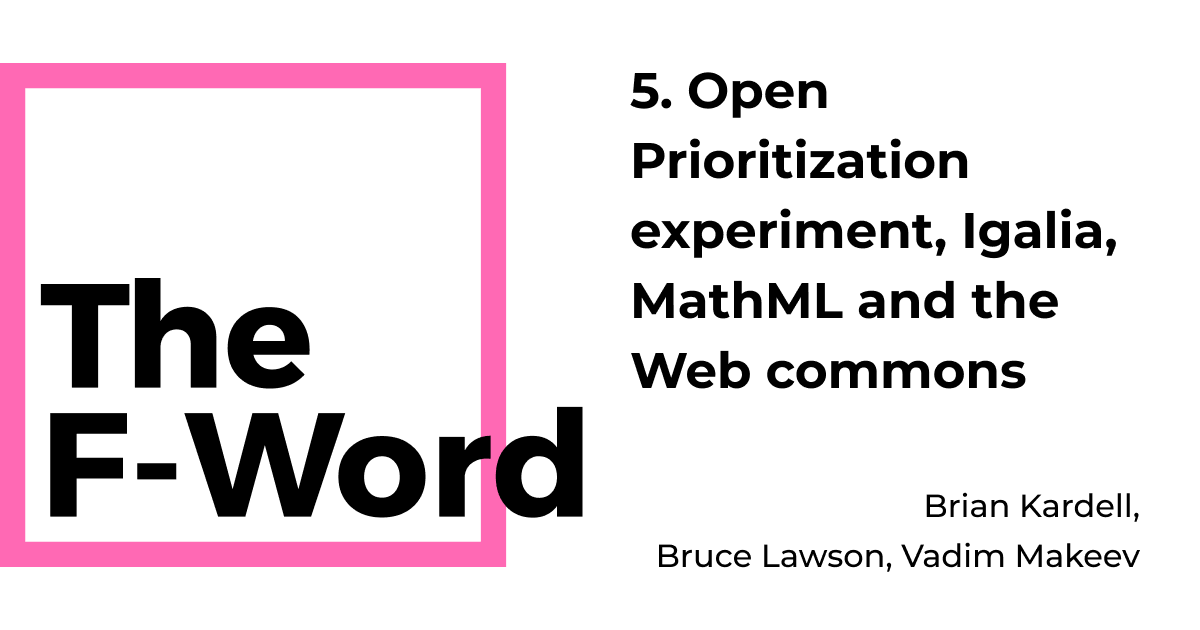 The
F-Word
5. Open
Prioritization
experiment, Igalia,
MathML and the
Web commons
Brian Kardell,
Bruce Lawson, Vadim Makeev